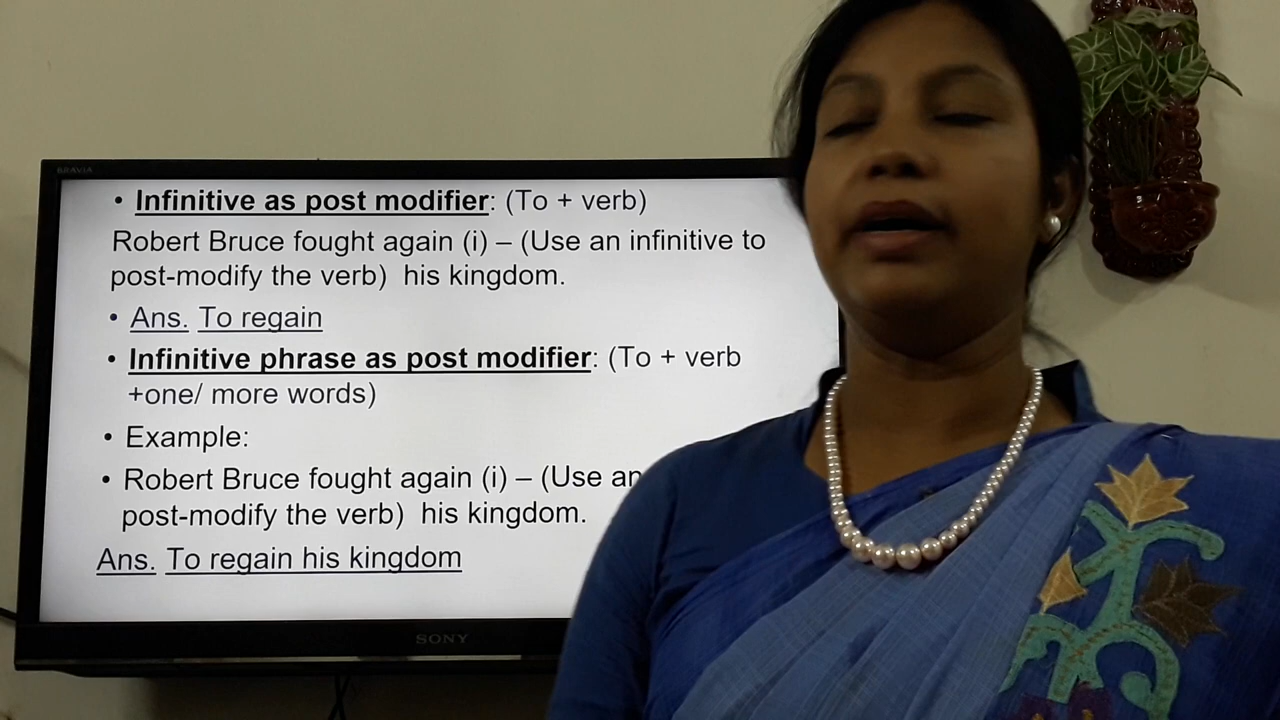 BRAVIA
• Infinitive as post modifier: (To + verb)
Robert Bruce fought again (i) – (Use an infinitive to
post-modify the verb) his kingdom.
• Ans. To regain
• Infinitive phrase as post modifier: (To + verb
+one/ more words)
• Example:
• Robert Bruce fought again (i) – (Use an
post-modify the verb) his kingdom.
Ans. To regain his kingdom
SONY